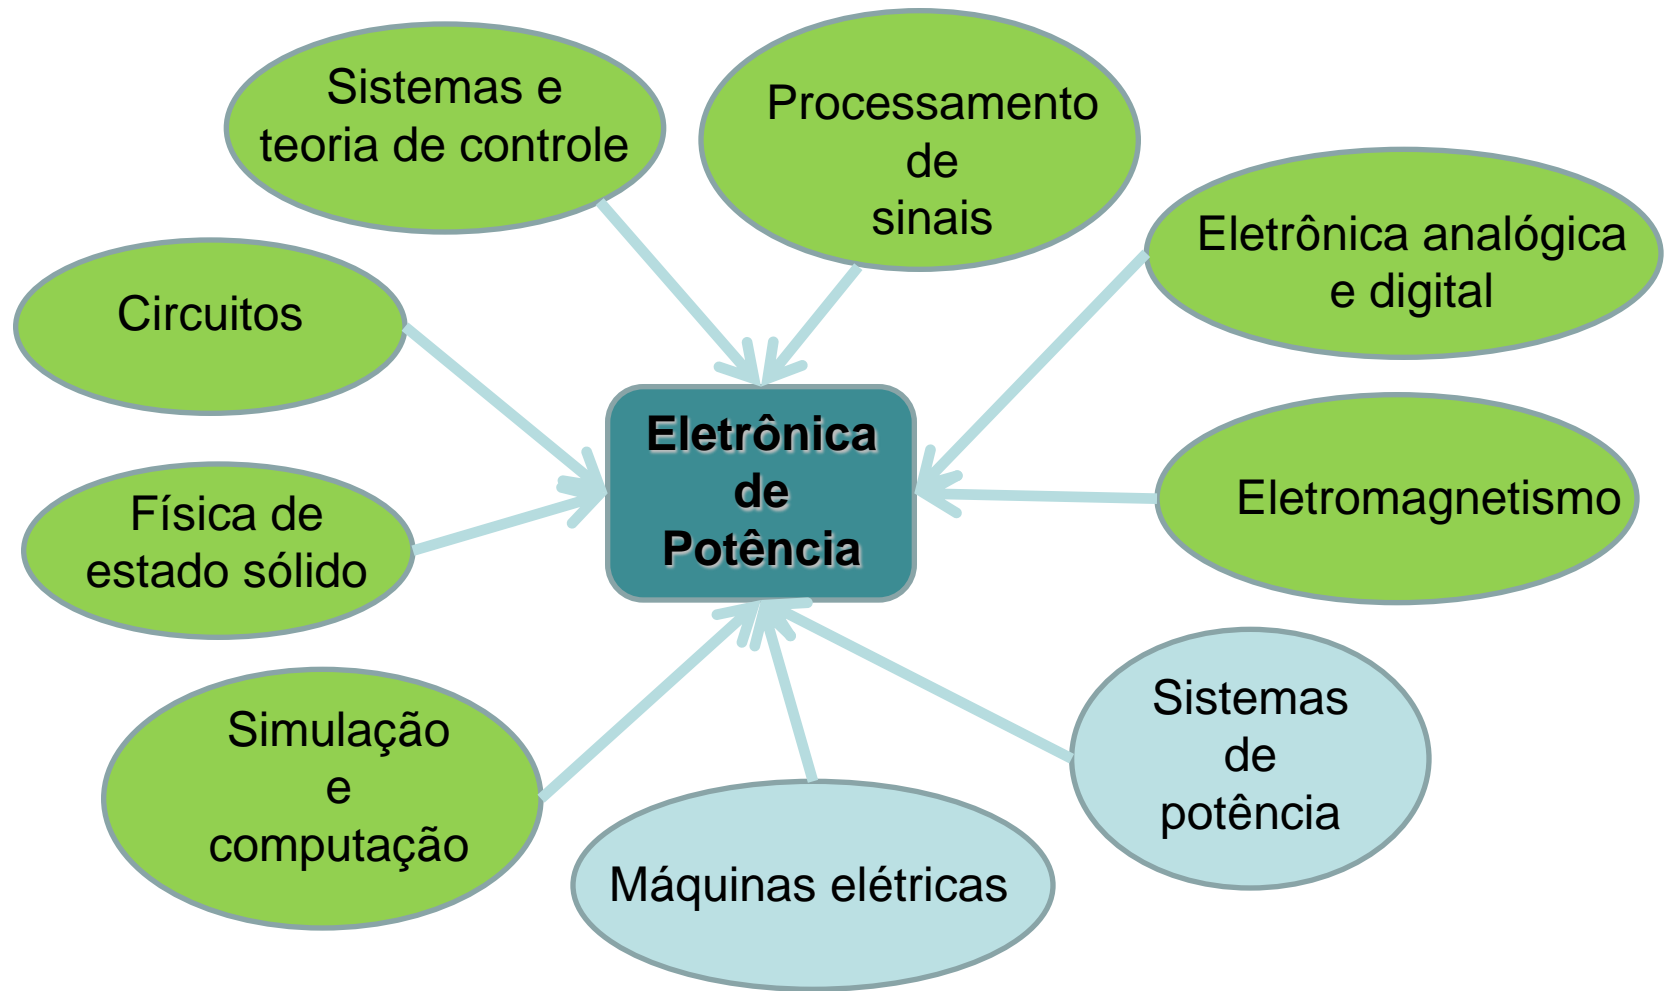 Sistemas e
teoria de controle
Processamento
de
sinais
Eletrônica analógica
e digital
Circuitos
Eletrônica
de
Potência
Eletromagnetismo
Física de
estado sólido
Simulação
e
computação
Máquinas elétricas
Sistemas
de
potência